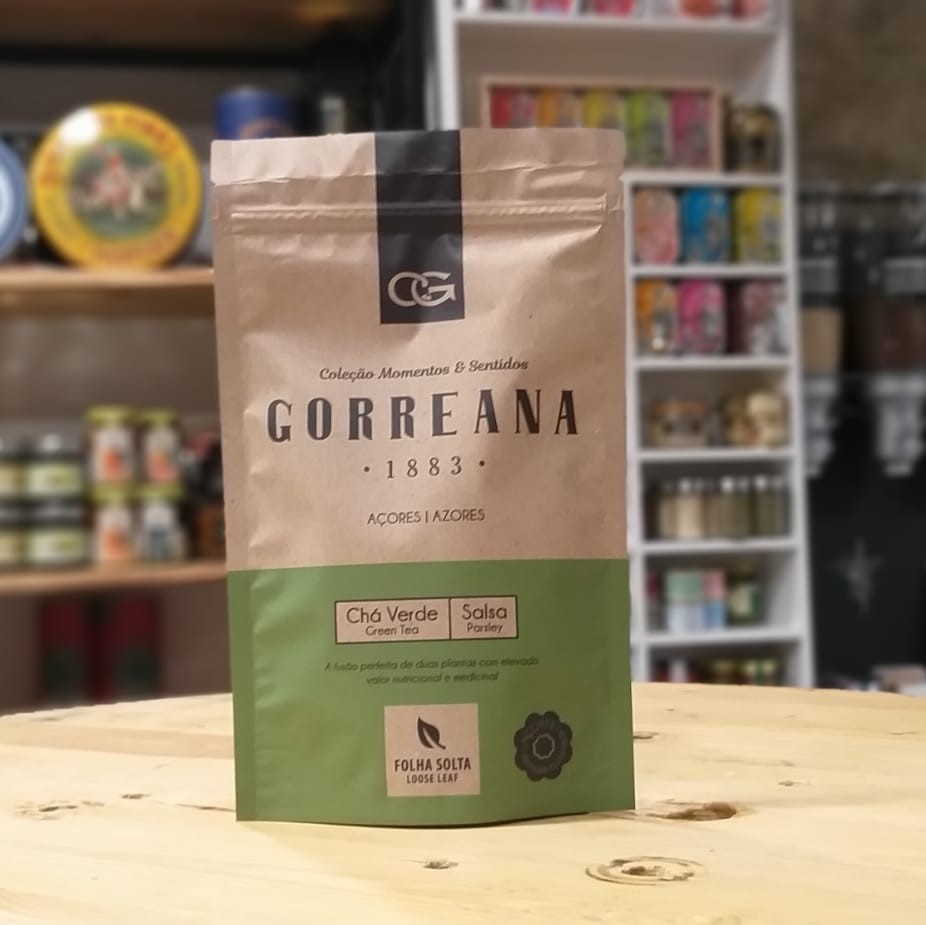 CG
Coleção Momentos & Sentidos
GORREANA
• 1883 •
AÇORES | AZORES
Chá Verde
Green Tea
Salsa
Parsley
A fusão perfeita de duas plantas com elevado
valor nutricional e medicinal
FOLHA SOLTA
LOOSE LEAF